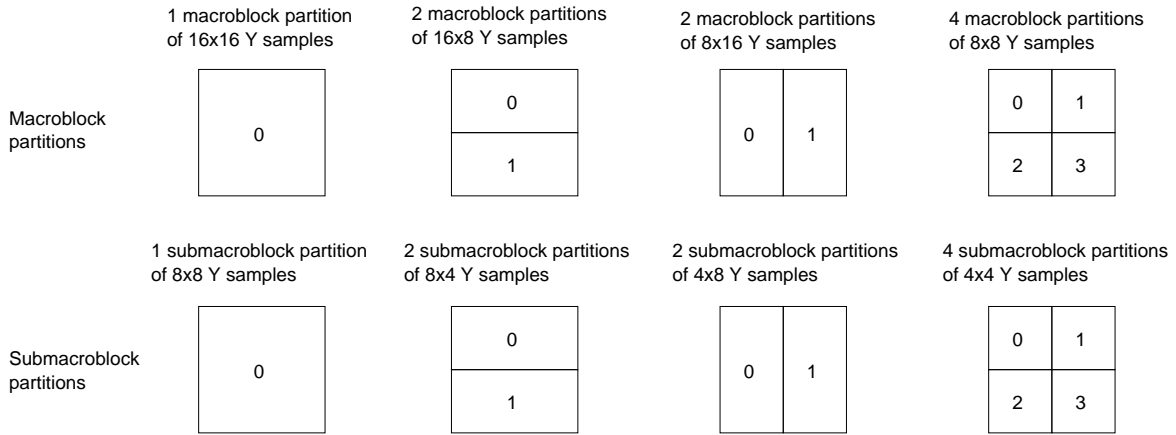 1 macroblock partition
of 16x16 Y samples
2 macroblock partitions
of 16x8 Y samples
2 macroblock partitions
of 8x16 Y samples
4 macroblock partitions
of 8x8 Y samples
Macroblock
partitions
0
0
1
0 1
0 1
2 3
1 submacroblock partition
of 8x8 Y samples
2 submacroblock partitions
of 8x4 Y samples
2 submacroblock partitions
of 4x8 Y samples
4 submacroblock partitions
of 4x4 Y samples
Submacroblock
partitions
0
0
1
0 1
0 1
2 3